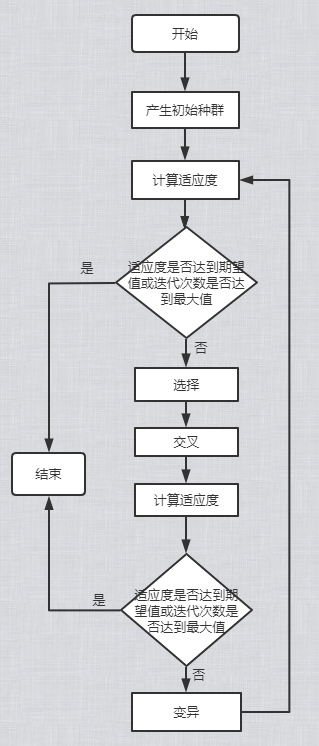 开始
产生初始种群
计算适应度
适应度是否达到期望
值或迭代次数是否达
到最大值
是
否
选择
交叉
结束
计算适应度
适应度是否达到期
望值或迭代次数是
否达到最大值
是
否
变异